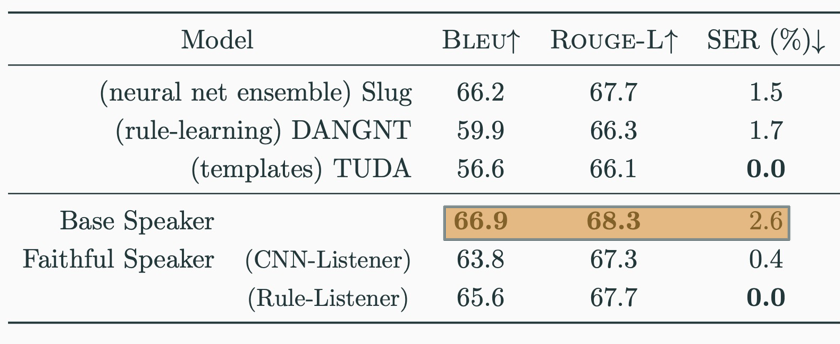 Model BLEU↑ ROUGE-L↑ SER (%)↓
(neural net ensemble) Slug 66.2 67.7 1.5
(rule-learning) DANGNT 59.9 66.3 1.7
(templates) TUDA 56.6 66.1 0.0
Base Speaker 66.9 68.3 2.6
Faithful Speaker (CNN-Listener) 63.8 67.3 0.4
(Rule-Listener) 65.6 67.7 0.0